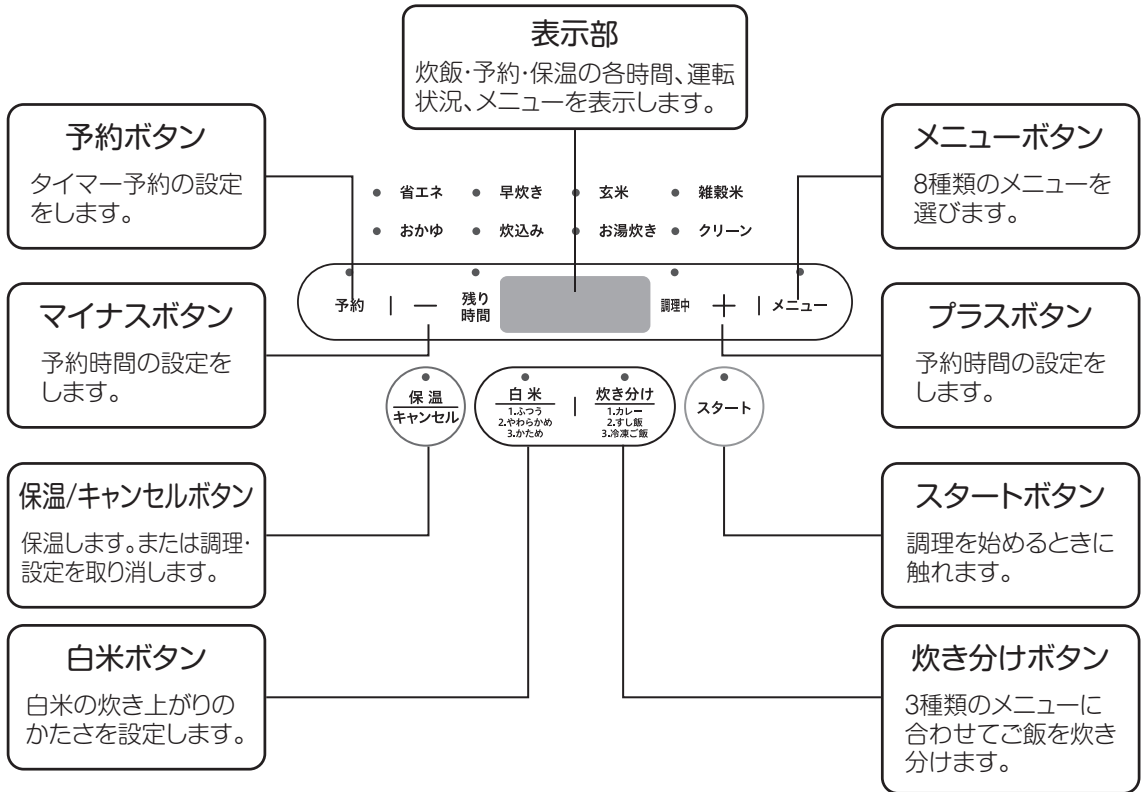 表示部
炊飯・予約・保温の各時間、運転
状況、メニューを表示します。
予約ボタン
タイマー予約の設定
をします。
メニューボタン
8種類のメニューを
選びます。
省エネ 早炊き 玄米 雑穀米
おかゆ 炊込み お湯炊き クリーン
予約 | − 残り時間 調理中 + | メニュー
マイナスボタン
予約時間の設定を
します。
プラスボタン
予約時間の設定を
します。
保温
キャンセル
白米
1.ふつう
2.やわらかめ
3.かため
炊き分け
1.カレー
2.すし飯
3.冷凍ご飯
スタート
保温/キャンセルボタン
保温します。または調理・
設定を取り消します。
スタートボタン
調理を始めるときに
触れます。
白米ボタン
白米の炊き上がりの
かたさを設定します。
炊き分けボタン
3種類のメニューに
合わせてご飯を炊き
分けます。